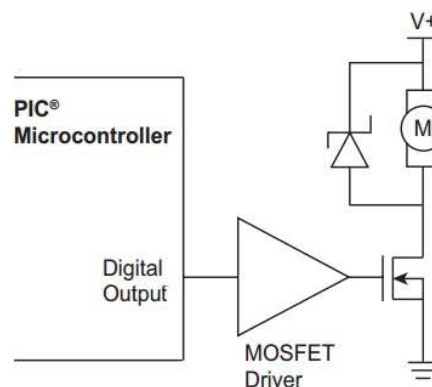 V+
PIC®
Microcontroller
M
Digital
Output
MOSFET
Driver